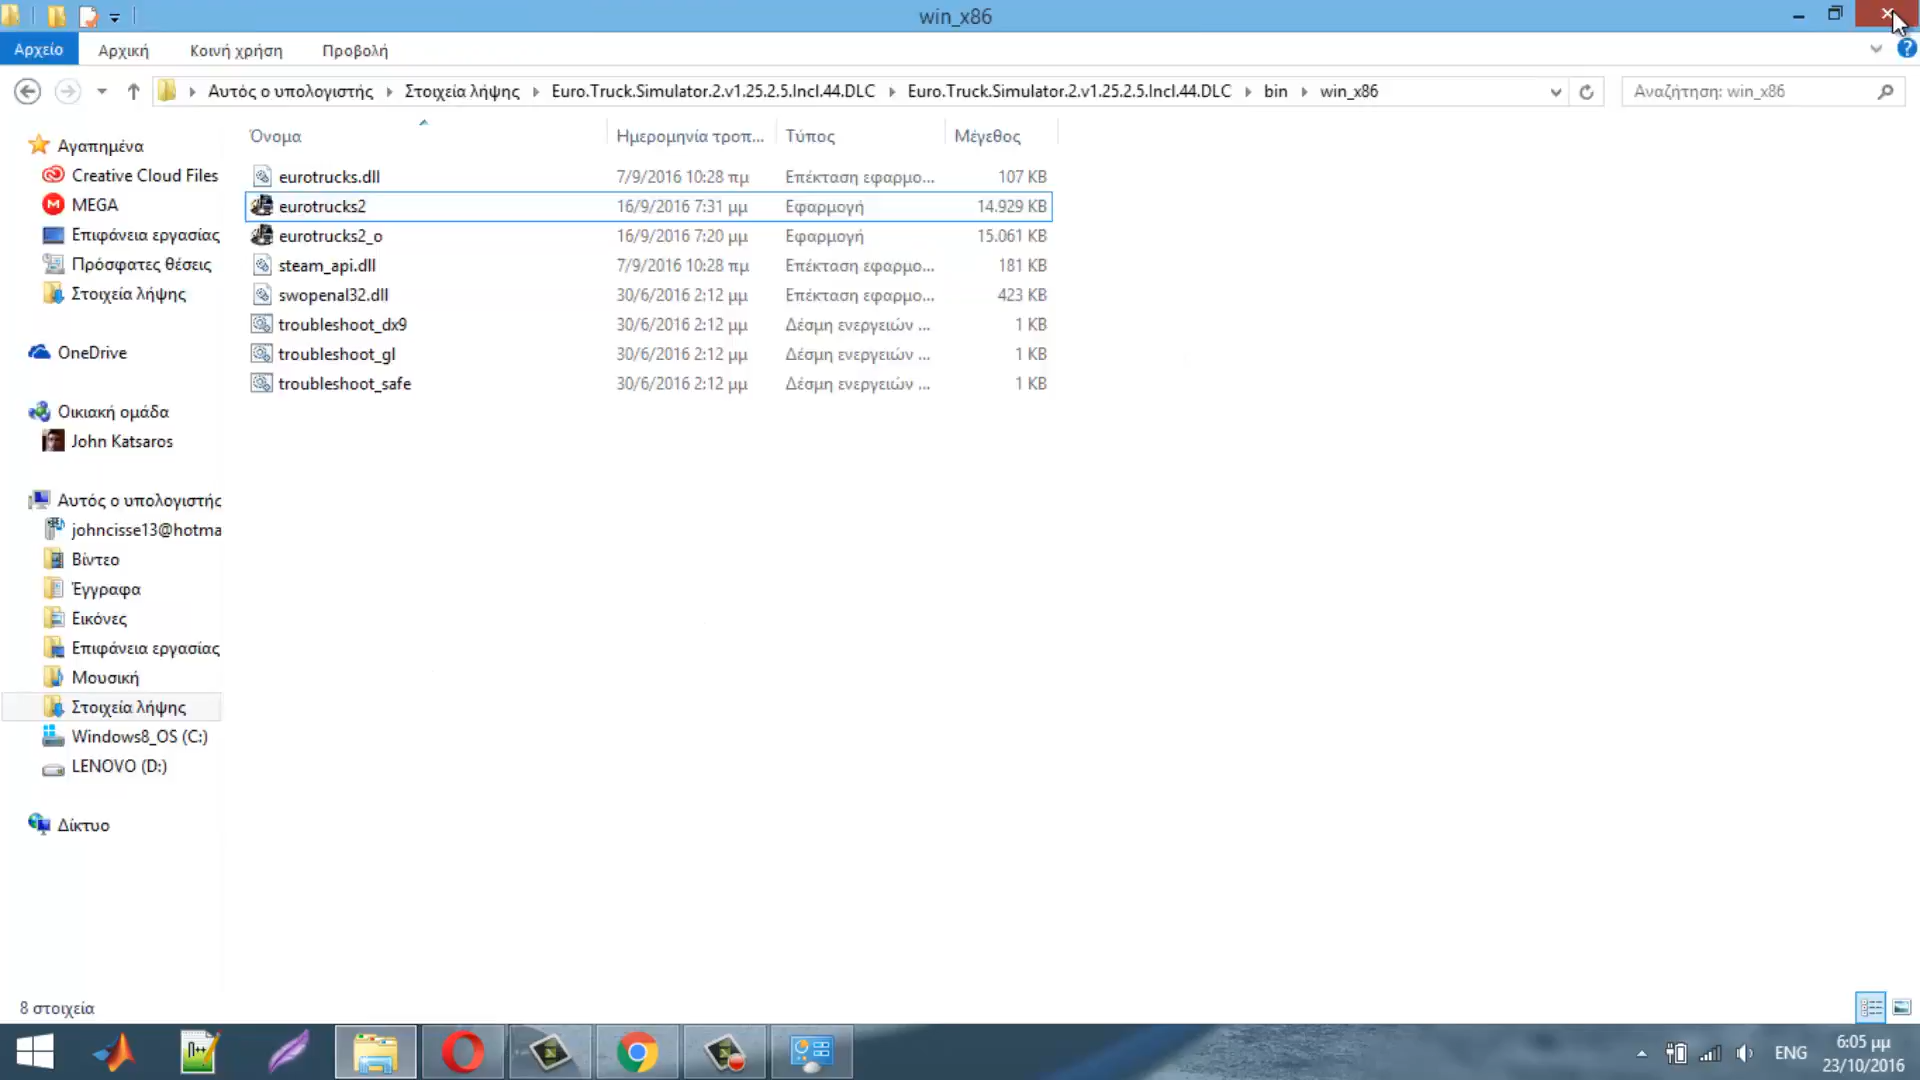 win_x86
Αρχείο Αρχική Κοινή χρήση Προβολή
Αυτός ο υπολογιστής Στοιχεία λήψης Euro.Truck.Simulator.2.v1.25.2.5.Incl.44.DLC Euro.Truck.Simulator.2.v1.25.2.5.Incl.44.DLC bin win_x86 Αναζήτηση: win_x86
Όνομα Ημερομηνία τροπ... Τύπος Μέγεθος
eurotrucks.dll 7/9/2016 10:28 πμ Επέκταση εφαρμο... 107 KB
eurotrucks2 16/9/2016 7:31 μμ Εφαρμογή 14.929 KB
eurotrucks2_o 16/9/2016 7:20 μμ Εφαρμογή 15.061 KB
steam_api.dll 7/9/2016 10:28 πμ Επέκταση εφαρμο... 181 KB
swopenal32.dll 30/6/2016 2:12 μμ Επέκταση εφαρμο... 423 KB
troubleshoot_dx9 30/6/2016 2:12 μμ Δέσμη ενεργειών ... 1 KB
troubleshoot_gl 30/6/2016 2:12 μμ Δέσμη ενεργειών ... 1 KB
troubleshoot_safe 30/6/2016 2:12 μμ Δέσμη ενεργειών ... 1 KB
Αγαπημένα
Creative Cloud Files
MEGA
Επιφάνεια εργασίας
Πρόσφατες θέσεις
Στοιχεία λήψης
OneDrive
Οικιακή ομάδα
John Katsaros
Αυτός ο υπολογιστής
johncisse13@hotma
Βίντεο
Έγγραφα
Εικόνες
Επιφάνεια εργασίας
Μουσική
Στοιχεία λήψης
Windows8_OS (C:)
LENOVO (D:)
Δίκτυο
8 στοιχεία
ENG
6:05 μμ
23/10/2016